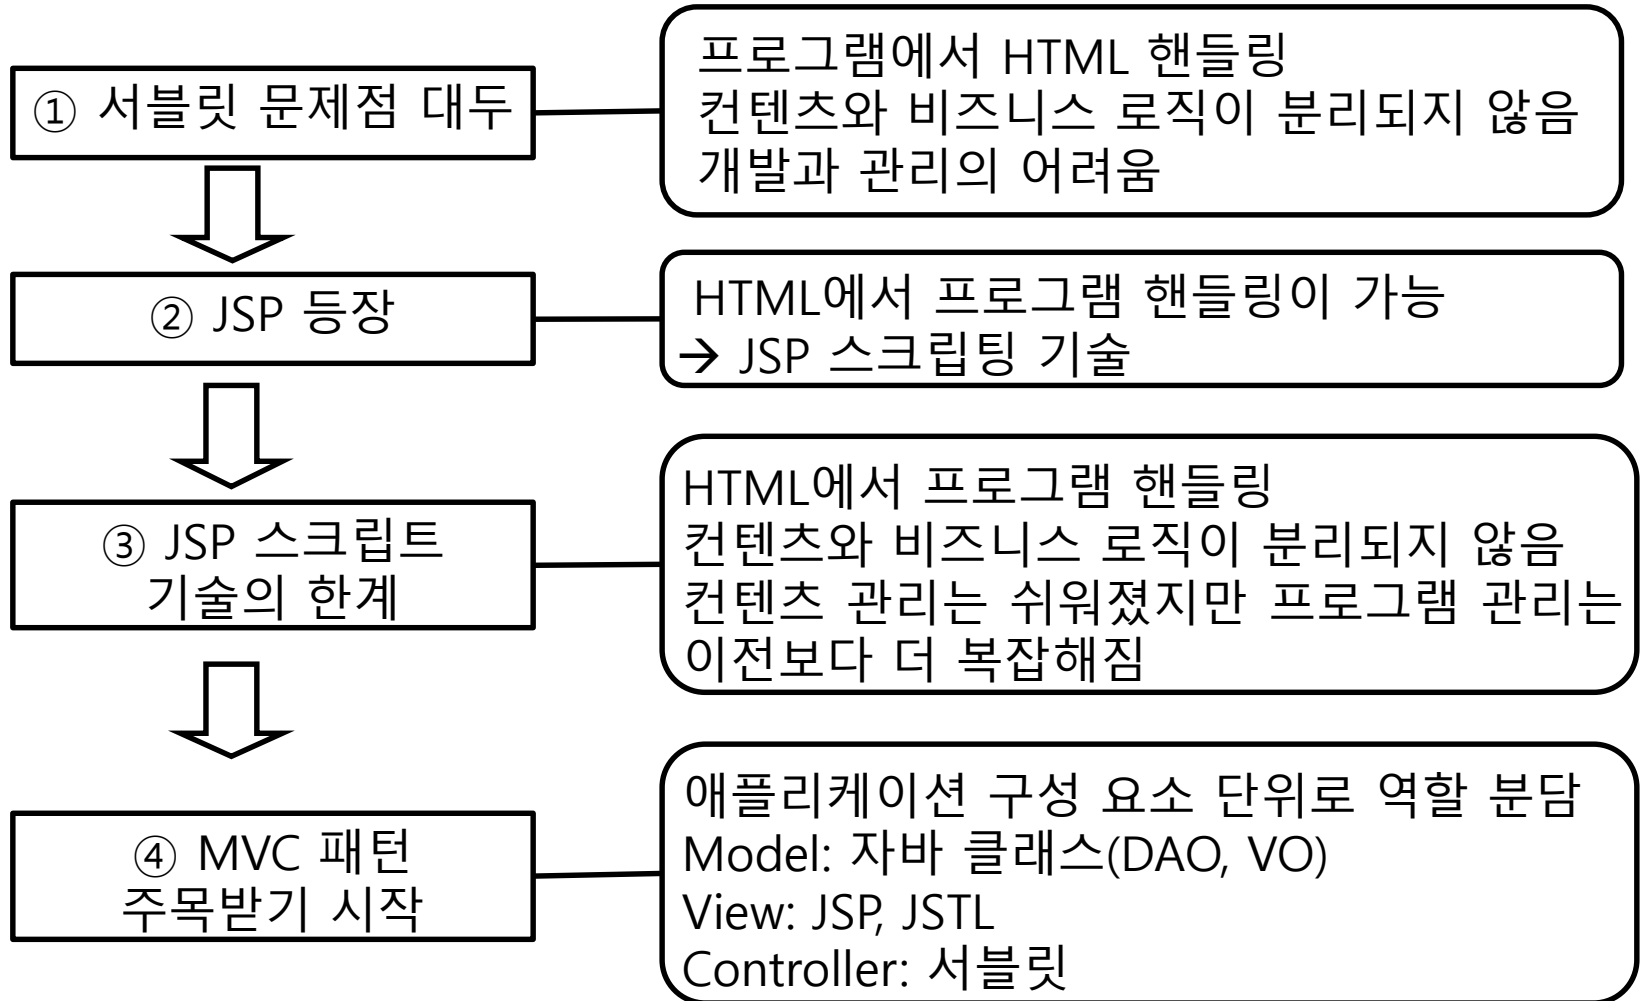 ① 서블릿 문제점 대두
프로그램에서 HTML 핸들링
컨텐츠와 비즈니스 로직이 분리되지 않음
개발과 관리의 어려움
② JSP 등장
HTML에서 프로그램 핸들링이 가능
→ JSP 스크립팅 기술
③ JSP 스크립트
기술의 한계
HTML에서 프로그램 핸들링
컨텐츠와 비즈니스 로직이 분리되지 않음
컨텐츠 관리는 쉬워졌지만 프로그램 관리는
이전보다 더 복잡해짐
④ MVC 패턴
주목받기 시작
애플리케이션 구성 요소 단위로 역할 분담
Model: 자바 클래스(DAO, VO)
View: JSP, JSTL
Controller: 서블릿